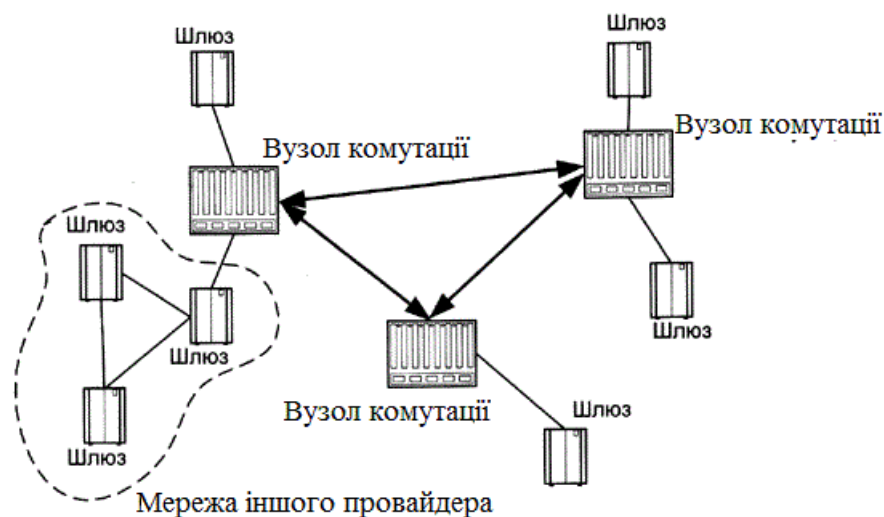 Шлюз
Шлюз
Вузол комутації
Вузол комутації
Шлюз
Шлюз
Шлюз
Шлюз
Вузол комутації
Шлюз
Шлюз
Мережа іншого провайдера